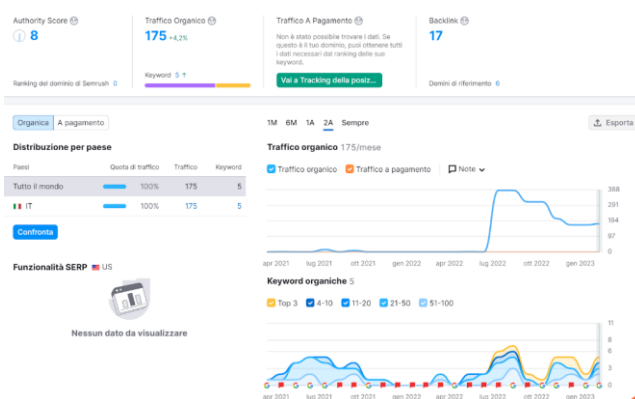 Authority Score
8
Ranking del dominio di Semrush 0
Traffico Organico
175 +4,2%
Keyword 5 ↑
Traffico A Pagamento
Non è stato possibile trovare i dati. Se
questo è il tuo dominio, puoi ottenere tutti
i dati necessari dal ranking delle sue
keyword.
Vai a Tracking della posiz...
Backlink
17
Domini di riferimento 6
Organica A pagamento
Distribuzione per paese
Paesi Quota di traffico Traffico Keyword
Tutto il mondo 100% 175 5
IT 100% 175 5
Confronta
Funzionalità SERP US
Nessun dato da visualizzare
1M 6M 1A 2A Sempre
Esporta
Traffico organico 175/mese
Traffico organico Traffico a pagamento Note
388
291
194
97
0
apr 2021 lug 2021 ott 2021 gen 2022 apr 2022 lug 2022 ott 2022 gen 2023
Keyword organiche 5
Top 3 4-10 11-20 21-50 51-100
11
8
6
3
0
apr 2021 lug 2021 ott 2021 gen 2022 apr 2022 lug 2022 ott 2022 gen 2023